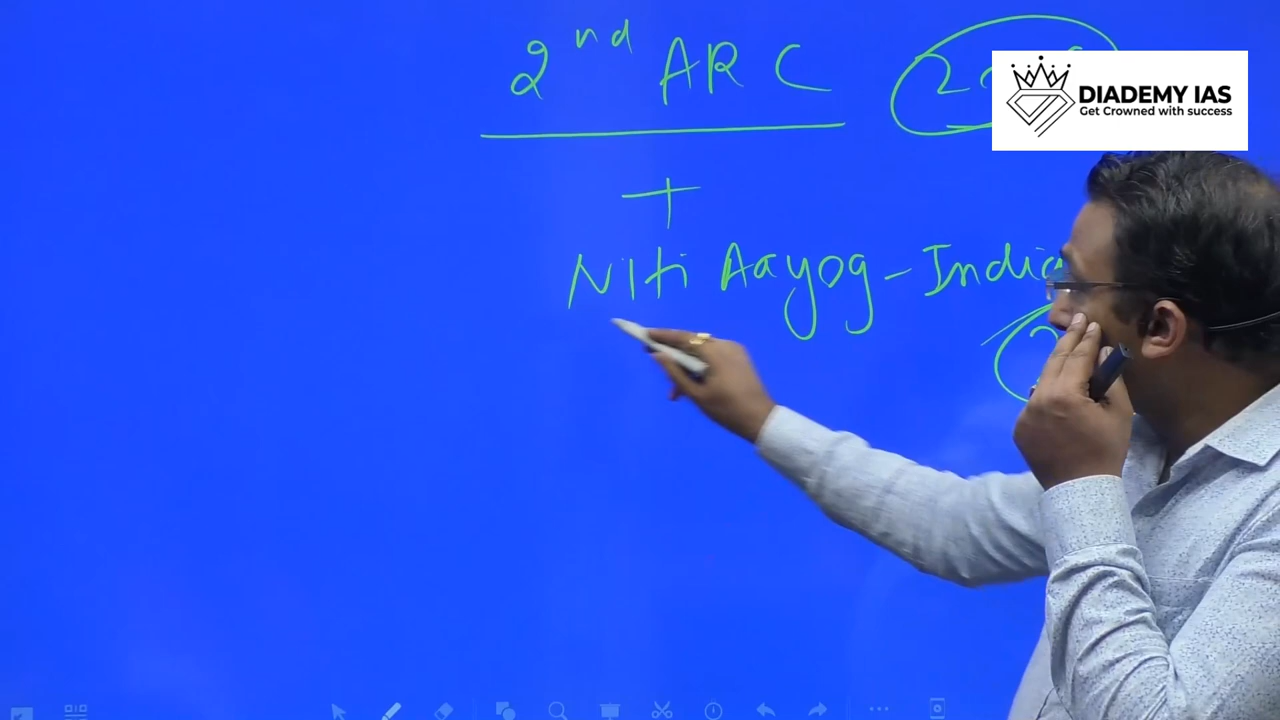 2nd ARC
DIADEMY IAS
Get Crowned with success
+
Niti Aayog - India